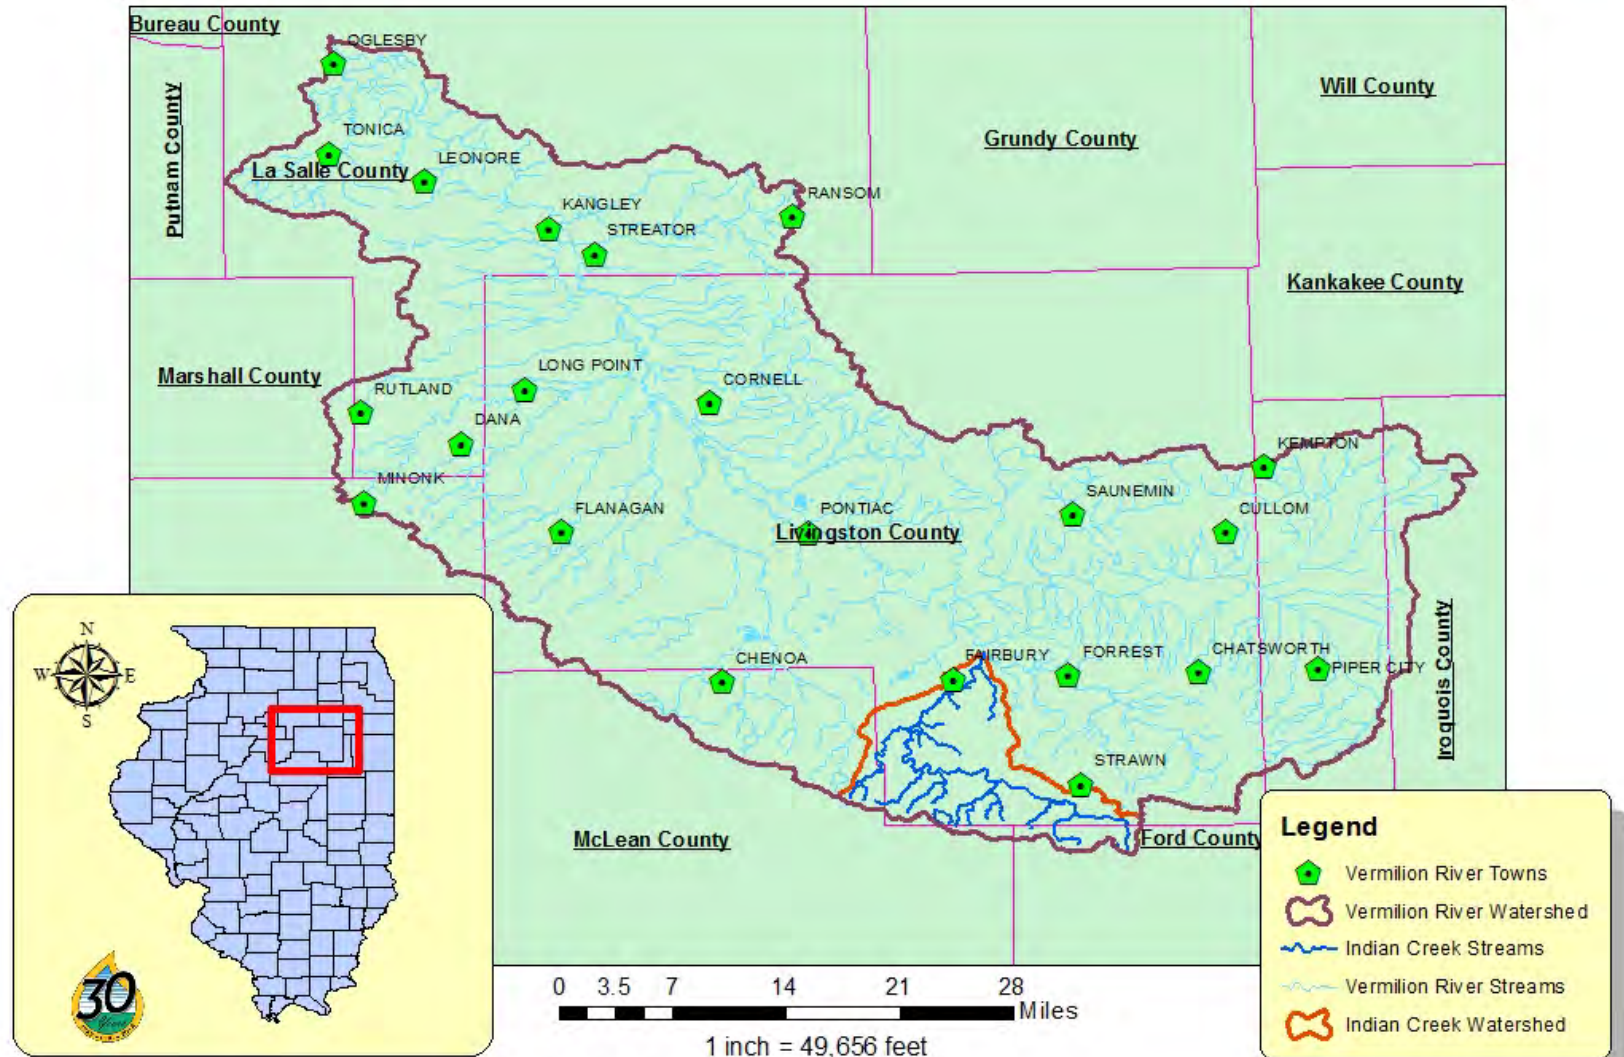 Bureau County
OGLESBY
Will County
Putnam County
TONICA
Grundy County
LEONORE
La Salle County
RANSOM
KANGLEY
STREATOR
Kankakee County
LONG POINT
Marshall County
CORNELL
RUTLAND
DANA
KEMPTON
MINONK
SAUNEMIN
FLANAGAN
PONTIAC
CULLOM
Livingston County
Iroquois County
CHENOA
FAIRBURY
FORREST
CHATSWORTH
PIPER CITY
STRAWN
McLean County
Ford County
N
W
E
S
30
Years
Legend
Vermilion River Towns
Vermilion River Watershed
Indian Creek Streams
Vermilion River Streams
Indian Creek Watershed
0 3.5 7 14 21 28
Miles
1 inch = 49,656 feet